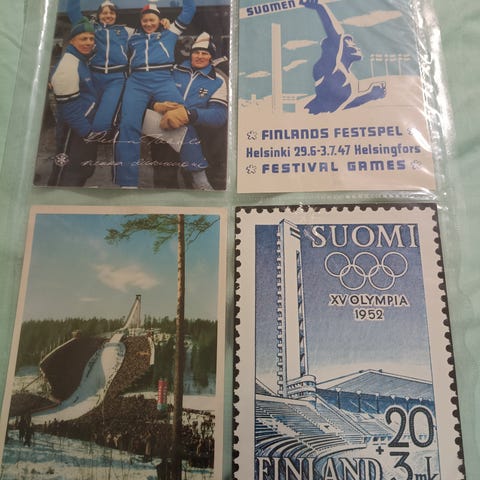 SUOMEN
FINLANDS FESTSPEL
Helsinki 29.6-3.7.47 Helsingfors
FESTIVAL GAMES
SUOMI
XV OLYMPIA
1952
20
+
3 mk
FINLAND